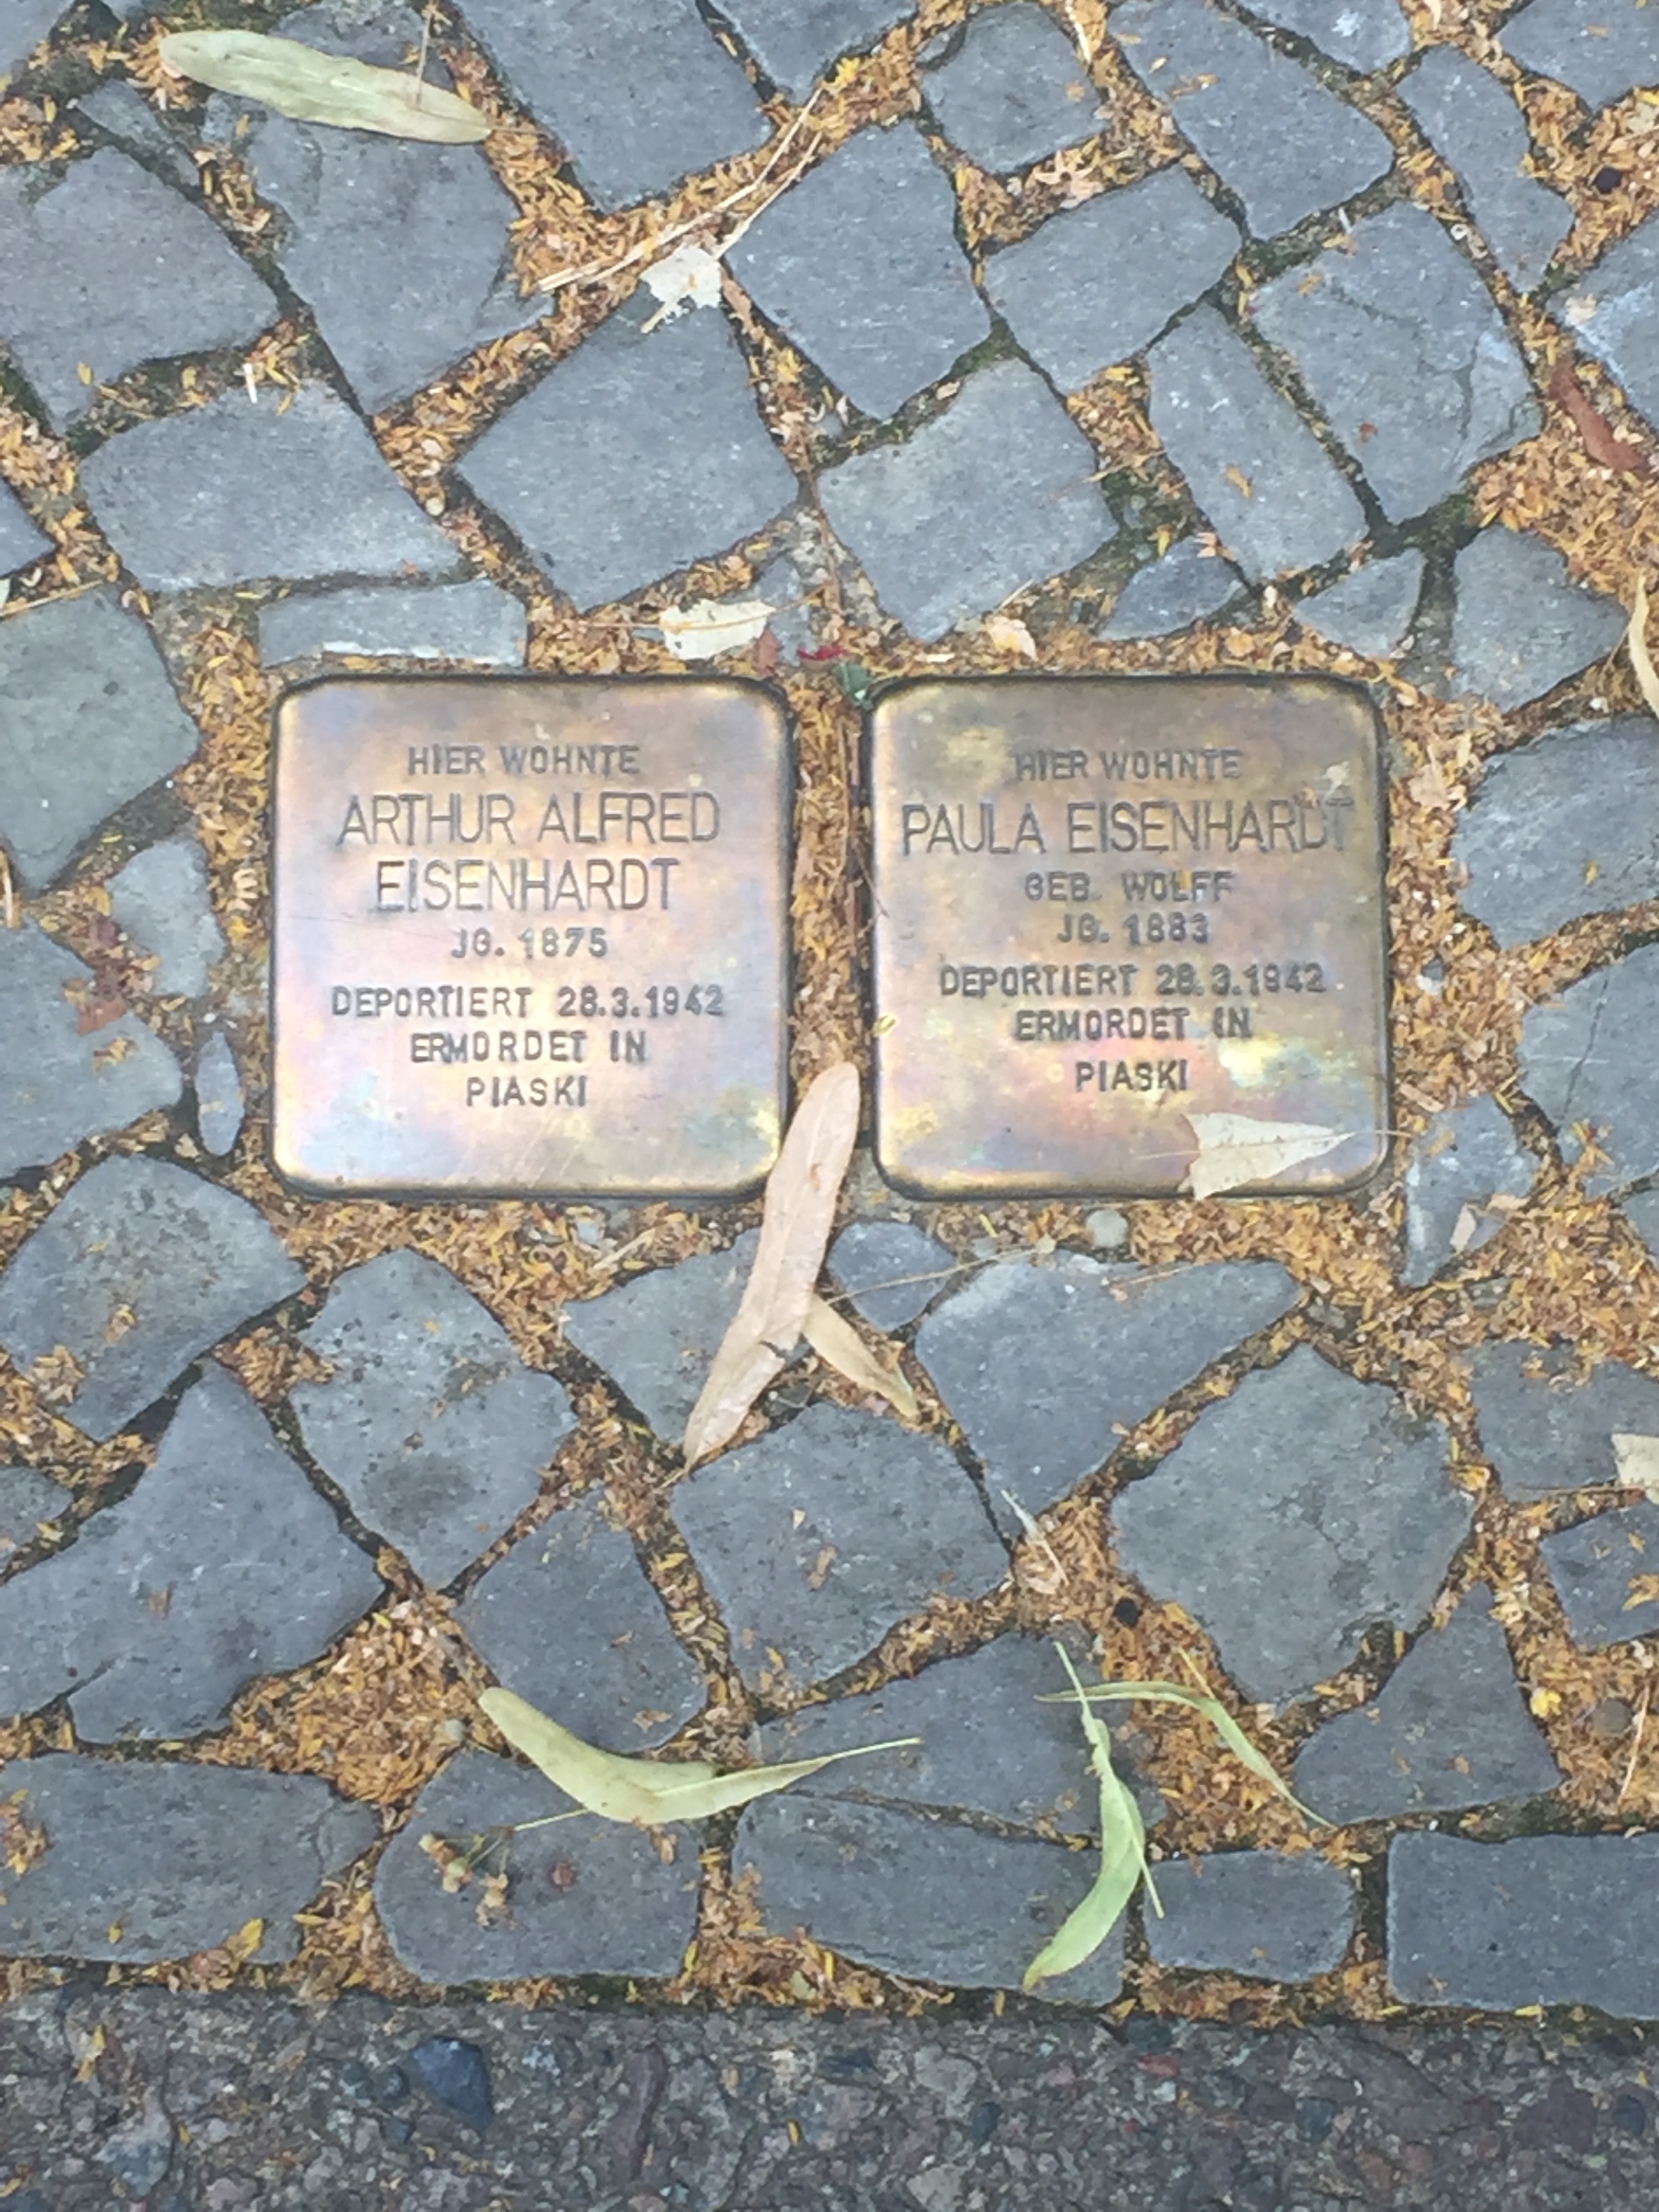 HIER WOHNTE
ARTHUR ALFRED
EISENHARDT
JG. 1875
DEPORTIERT 28.3.1942
ERMORDET IN
PIASKI
HIER WOHNTE
PAULA EISENHARDT
GEB. WOLFF
JG. 1883
DEPORTIERT 28.3.1942
ERMORDET IN
PIASKI